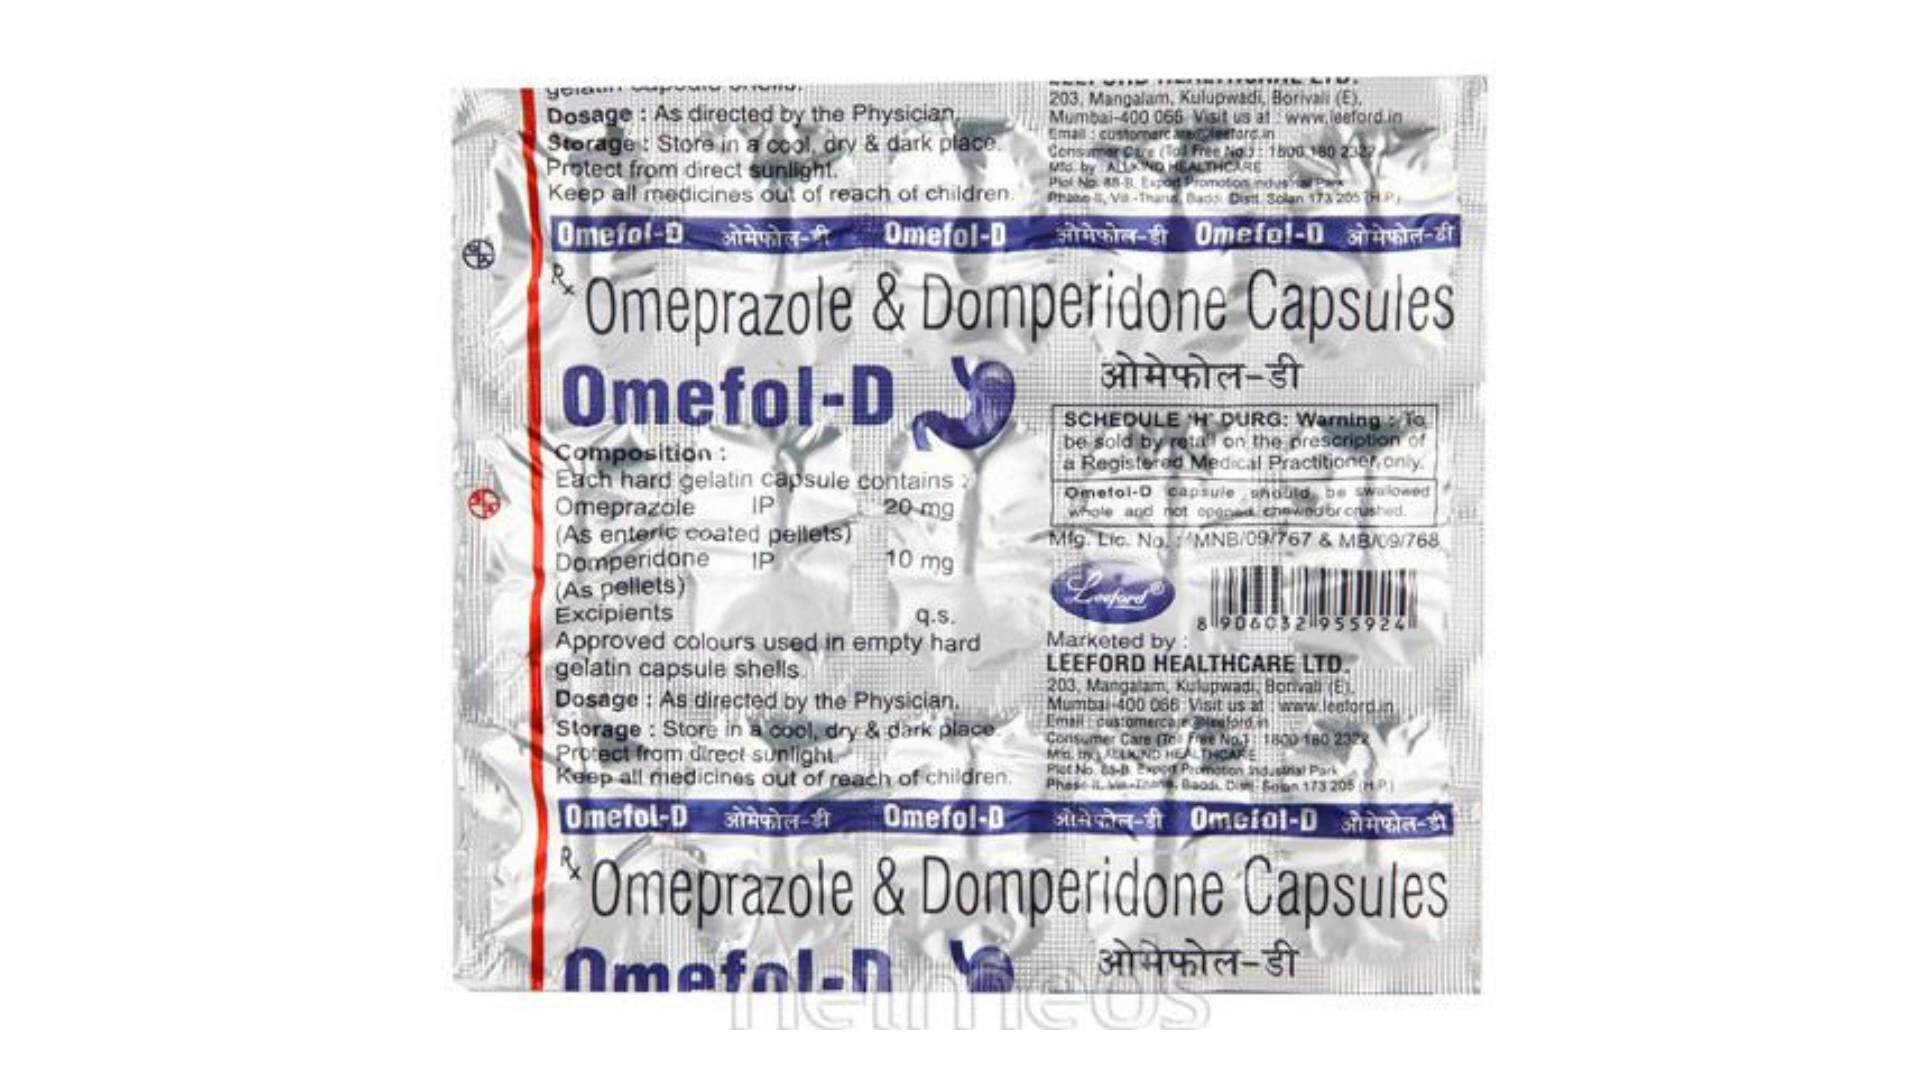 gelatin capsule shells.
Dosage : As directed by the Physician.
Storage : Store in a cool, dry & dark place.
Protect from direct sunlight.
Keep all medicines out of reach of children.
LEEFORD HEALTHCARE LTD.
203, Mangalam, Kulupwadi, Borivali (E),
Mumbai-400 066 Visit us at : www.leeford.in
Email : customercare@leeford.in
Consumer Care (Toll Free No.) : 1800 180 2322
Mfd. by : ALLKIND HEALTHCARE
Plot No. 88-B, Export Promotion Industrial Park
Phase-II, Vill.-Thana, Baddi, Distt. Solan 173 205 (H.P.)
Omefol-D ओमेफोल-डी Omefol-D ओमेफोल-डी Omefol-D ओमेफोल-डी
Rx Omeprazole & Domperidone Capsules
Omefol-D
ओमेफोल-डी
Composition :
Each hard gelatin capsule contains :
Omeprazole IP 20 mg
(As enteric coated pellets)
Domperidone IP 10 mg
(As pellets)
Excipients q.s.
Approved colours used in empty hard
gelatin capsule shells.
Dosage : As directed by the Physician.
Storage : Store in a cool, dry & dark place.
Protect from direct sunlight.
Keep all medicines out of reach of children.
SCHEDULE 'H' DURG: Warning : To
be sold by retail on the prescription of
a Registered Medical Practitioner only.
Omefol-D capsule should be swallowed
whole and not opened, chewed or crushed.
Mfg. Lic. No. : MNB/09/767 & MB/09/768
Leeford®
8 906032 955924
Marketed by :
LEEFORD HEALTHCARE LTD.
203, Mangalam, Kulupwadi, Borivali (E),
Mumbai-400 066 Visit us at : www.leeford.in
Email : customercare@leeford.in
Consumer Care (Toll Free No.) : 1800 180 2322
Mfd. by : ALLKIND HEALTHCARE
Plot No. 88-B, Export Promotion Industrial Park
Phase-II, Vill.-Thana, Baddi, Distt. Solan 173 205 (H.P.)
Omefol-D ओमेफोल-डी Omefol-D ओमेफोल-डी Omefol-D ओमेफोल-डी
Rx Omeprazole & Domperidone Capsules
Omefol-D
ओमेफोल-डी
netmeds